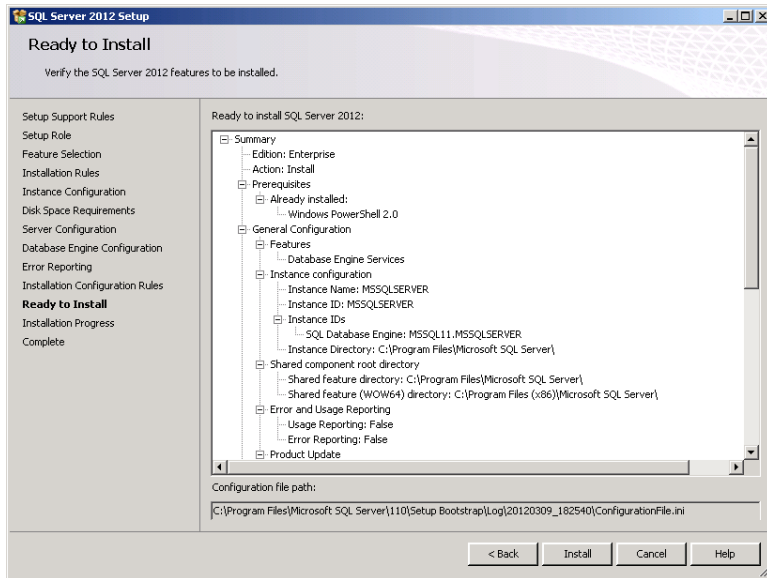 SQL Server 2012 Setup
Ready to Install
Verify the SQL Server 2012 features to be installed.
Setup Support Rules
Setup Role
Feature Selection
Installation Rules
Instance Configuration
Disk Space Requirements
Server Configuration
Database Engine Configuration
Error Reporting
Installation Configuration Rules
Ready to Install
Installation Progress
Complete
Ready to install SQL Server 2012:
Summary
Edition: Enterprise
Action: Install
Prerequisites
Already installed:
Windows PowerShell 2.0
General Configuration
Features
Database Engine Services
Instance configuration
Instance Name: MSSQLSERVER
Instance ID: MSSQLSERVER
Instance IDs
SQL Database Engine: MSSQL11.MSSQLSERVER
Instance Directory: C:\Program Files\Microsoft SQL Server\
Shared component root directory
Shared feature directory: C:\Program Files\Microsoft SQL Server\
Shared feature (WOW64) directory: C:\Program Files (x86)\Microsoft SQL Server\
Error and Usage Reporting
Usage Reporting: False
Error Reporting: False
Product Update
Configuration file path:
C:\Program Files\Microsoft SQL Server\110\Setup Bootstrap\Log\20120309_182540\ConfigurationFile.ini
< Back Install Cancel Help